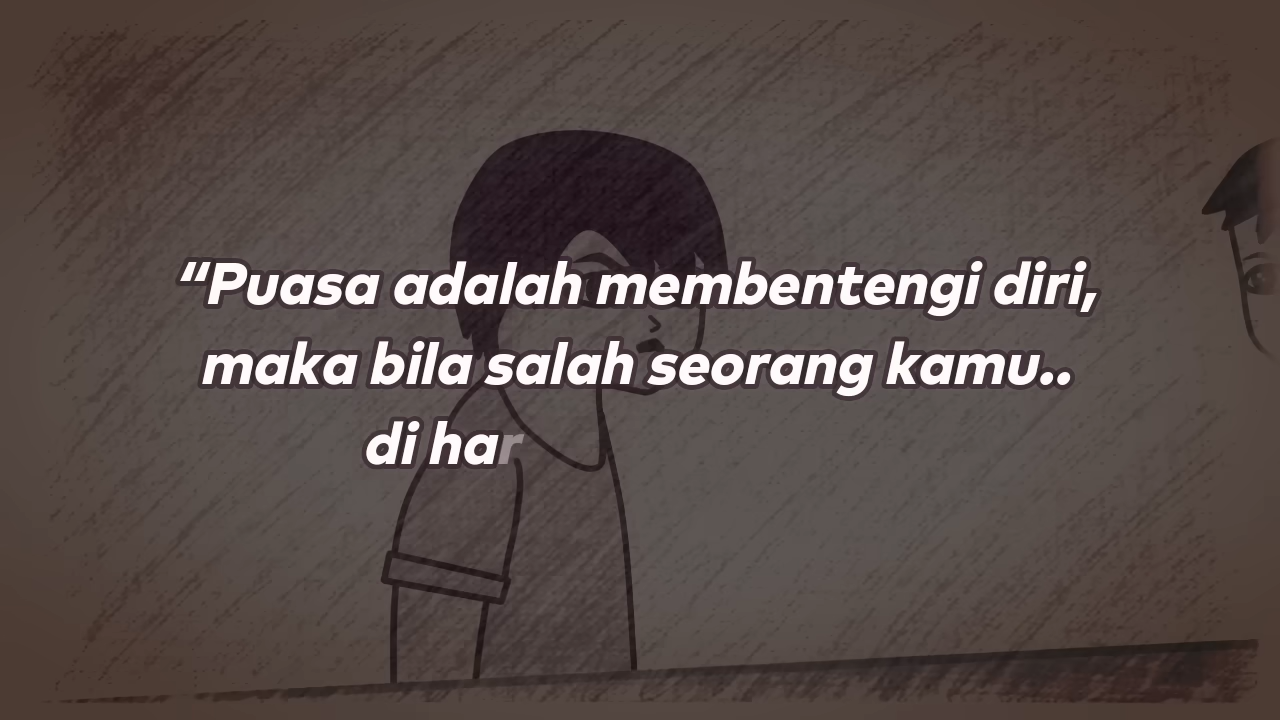 “Puasa adalah membentengi diri,
maka bila salah seorang kamu..
di har